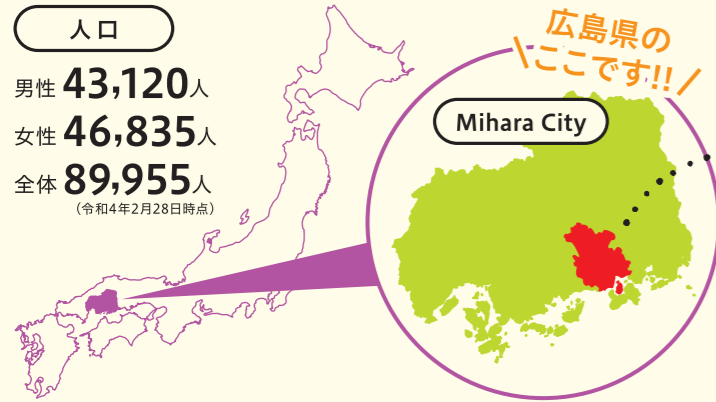 人口
男性 43,120人
女性 46,835人
全体 89,955人
(令和4年2月28日時点)
広島県の
ここです!!
Mihara City